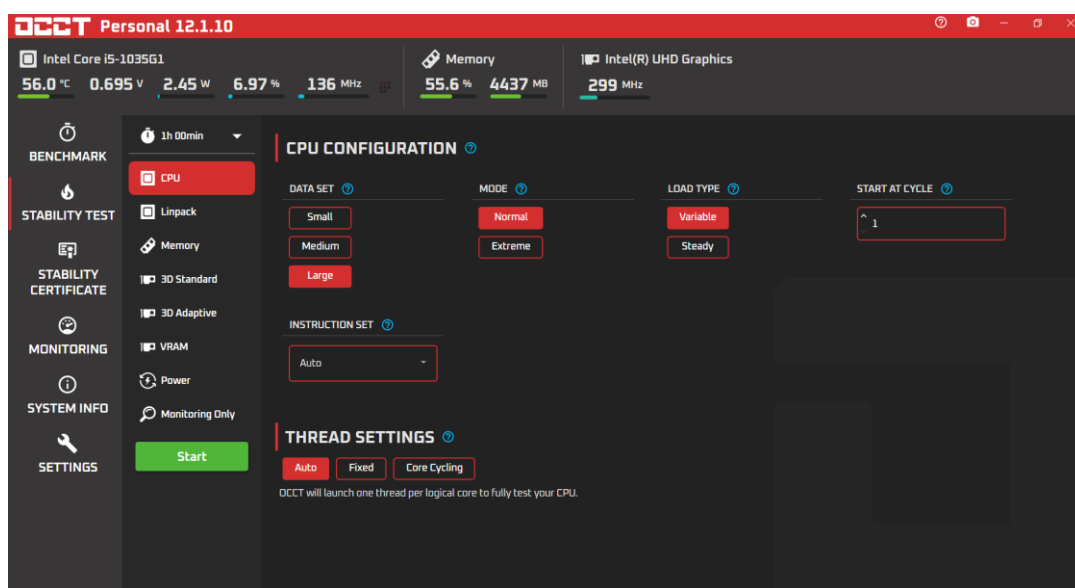 OCCT Personal 12.1.10
Intel Core i5-1035G1
56.0 °C 0.695 V 2.45 W 6.97 % 136 MHz
Memory
55.6 % 4437 MB
Intel(R) UHD Graphics
299 MHz
BENCHMARK
STABILITY TEST
STABILITY
CERTIFICATE
MONITORING
SYSTEM INFO
SETTINGS
1h 00min
CPU
Linpack
Memory
3D Standard
3D Adaptive
VRAM
Power
Monitoring Only
Start
CPU CONFIGURATION ?
DATA SET ?
Small
Medium
Large
MODE ?
Normal
Extreme
LOAD TYPE ?
Variable
Steady
START AT CYCLE ?
1
INSTRUCTION SET ?
Auto
THREAD SETTINGS ?
Auto Fixed Core Cycling
OCCT will launch one thread per logical core to fully test your CPU.